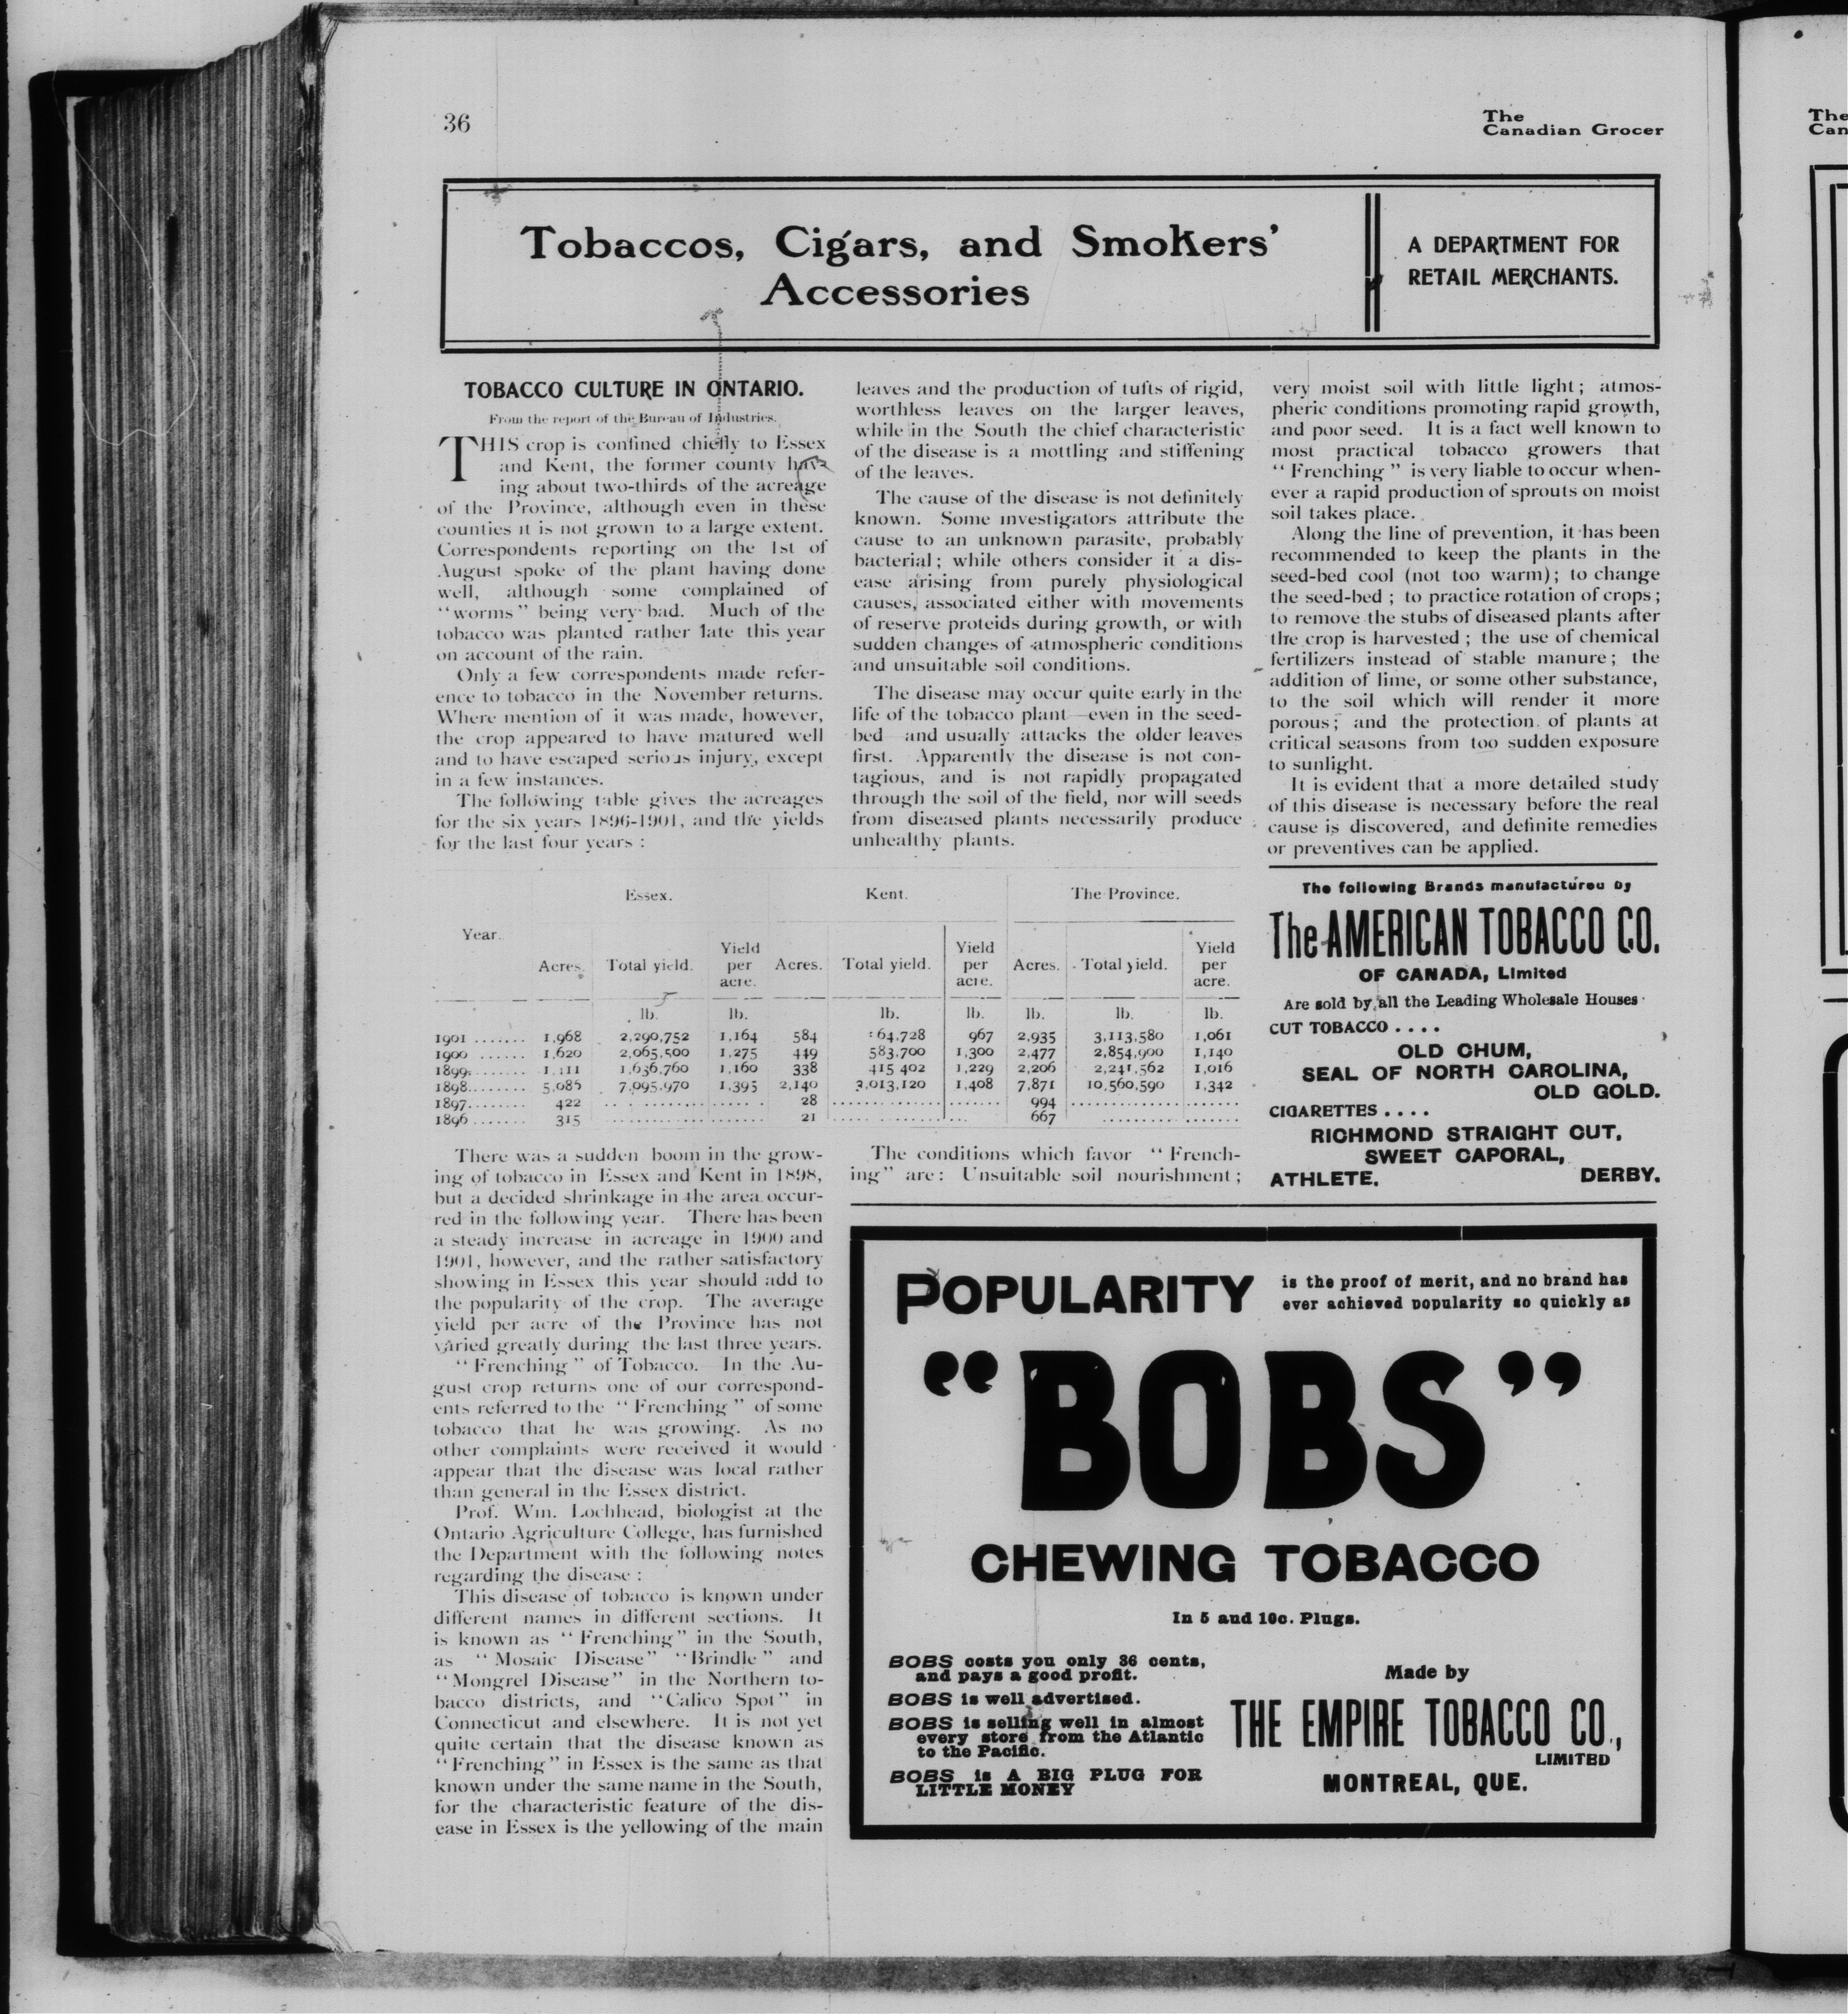 36
The
Canadian Grocer
Tobaccos, Cigars, and Smokers'
Accessories
A DEPARTMENT FOR
RETAIL MERCHANTS.
TOBACCO CULTURE IN ONTARIO.
From the report of the Bureau of Industries.
THIS crop is confined chiefly to Essex
and Kent, the former county hav-
ing about two-thirds of the acreage
of the Province, although even in these
counties it is not grown to a large extent.
Correspondents reporting on the 1st of
August spoke of the plant having done
well, although some complained of
"worms" being very bad. Much of the
tobacco was planted rather late this year
on account of the rain.
Only a few correspondents made refer-
ence to tobacco in the November returns.
Where mention of it was made, however,
the crop appeared to have matured well
and to have escaped serious injury, except
in a few instances.
The following table gives the acreages
for the six years 1896-1901, and the yields
for the last four years :
leaves and the production of tufts of rigid,
worthless leaves on the larger leaves,
while in the South the chief characteristic
of the disease is a mottling and stiffening
of the leaves.
The cause of the disease is not definitely
known. Some investigators attribute the
cause to an unknown parasite, probably
bacterial; while others consider it a dis-
ease arising from purely physiological
causes, associated either with movements
of reserve proteids during growth, or with
sudden changes of atmospheric conditions
and unsuitable soil conditions.
The disease may occur quite early in the
life of the tobacco plant—even in the seed-
bed—and usually attacks the older leaves
first. Apparently the disease is not con-
tagious, and is not rapidly propagated
through the soil of the field, nor will seeds
from diseased plants necessarily produce
unhealthy plants.
very moist soil with little light; atmos-
pheric conditions promoting rapid growth,
and poor seed. It is a fact well known to
most practical tobacco growers that
"Frenching" is very liable to occur when-
ever a rapid production of sprouts on moist
soil takes place.
Along the line of prevention, it has been
recommended to keep the plants in the
seed-bed cool (not too warm); to change
the seed-bed ; to practice rotation of crops;
to remove the stubs of diseased plants after
the crop is harvested; the use of chemical
fertilizers instead of stable manure; the
addition of lime, or some other substance,
to the soil which will render it more
porous; and the protection of plants at
critical seasons from too sudden exposure
to sunlight.
It is evident that a more detailed study
of this disease is necessary before the real
cause is discovered, and definite remedies
or preventives can be applied.
Essex. Kent. The Province.
Year. Acres. Total yield. Yield per acre. Acres. Total yield. Yield per acre. Acres. Total yield. Yield per acre.
lb. lb. lb. lb. lb. lb. lb.
1901 ....... 1,968 2,290,752 1,164 584 64,728 967 2,935 3,113,580 1,061
1900 ...... 1,620 2,065,500 1,275 449 583,700 1,300 2,477 2,854,900 1,140
1899........ 1,636,760 1,160 338 415 402 1,229 2,206 2,241,562 1,016
1898........ 5,085 7,095,970 1,395 2,140 3,013,120 1,408 7,871 10,560,590 1,342
1897........ 422 28 994
1896 ....... 315 21 667
There was a sudden boom in the grow-
ing of tobacco in Essex and Kent in 1898,
but a decided shrinkage in the area occur-
red in the following year. There has been
a steady increase in acreage in 1900 and
1901, however, and the rather satisfactory
showing in Essex this year should add to
the popularity of the crop. The average
yield per acre of the Province has not
varied greatly during the last three years.
"Frenching" of Tobacco.—In the Au-
gust crop returns one of our correspond-
ents referred to the "Frenching" of some
tobacco that he was growing. As no
other complaints were received it would
appear that the disease was local rather
than general in the Essex district.
Prof. Wm. Lochhead, biologist at the
Ontario Agriculture College, has furnished
the Department with the following notes
regarding the disease :
This disease of tobacco is known under
different names in different sections. It
is known as "Frenching" in the South,
as "Mosaic Disease" "Brindle" and
"Mongrel Disease" in the Northern to-
bacco districts, and "Calico Spot" in
Connecticut and elsewhere. It is not yet
quite certain that the disease known as
"Frenching" in Essex is the same as that
known under the same name in the South,
for the characteristic feature of the dis-
ease in Essex is the yellowing of the main
The conditions which favor "French-
ing" are: Unsuitable soil nourishment;
The following Brands manufactured by
The AMERICAN TOBACCO CO.
OF CANADA, Limited
Are sold by all the Leading Wholesale Houses
CUT TOBACCO ....
OLD CHUM,
SEAL OF NORTH CAROLINA,
OLD GOLD.
CIGARETTES ....
RICHMOND STRAIGHT CUT,
SWEET CAPORAL,
ATHLETE. DERBY.
POPULARITY is the proof of merit, and no brand has
ever achieved popularity so quickly as
"BOBS"
CHEWING TOBACCO
In 5 and 10c. Plugs.
BOBS costs you only 36 cents,
and pays a good profit.
BOBS is well advertised.
BOBS is selling well in almost
every store from the Atlantic
to the Pacific.
BOBS is A BIG PLUG FOR
LITTLE MONEY
Made by
THE EMPIRE TOBACCO CO.,
LIMITED
MONTREAL, QUE.
The
Can